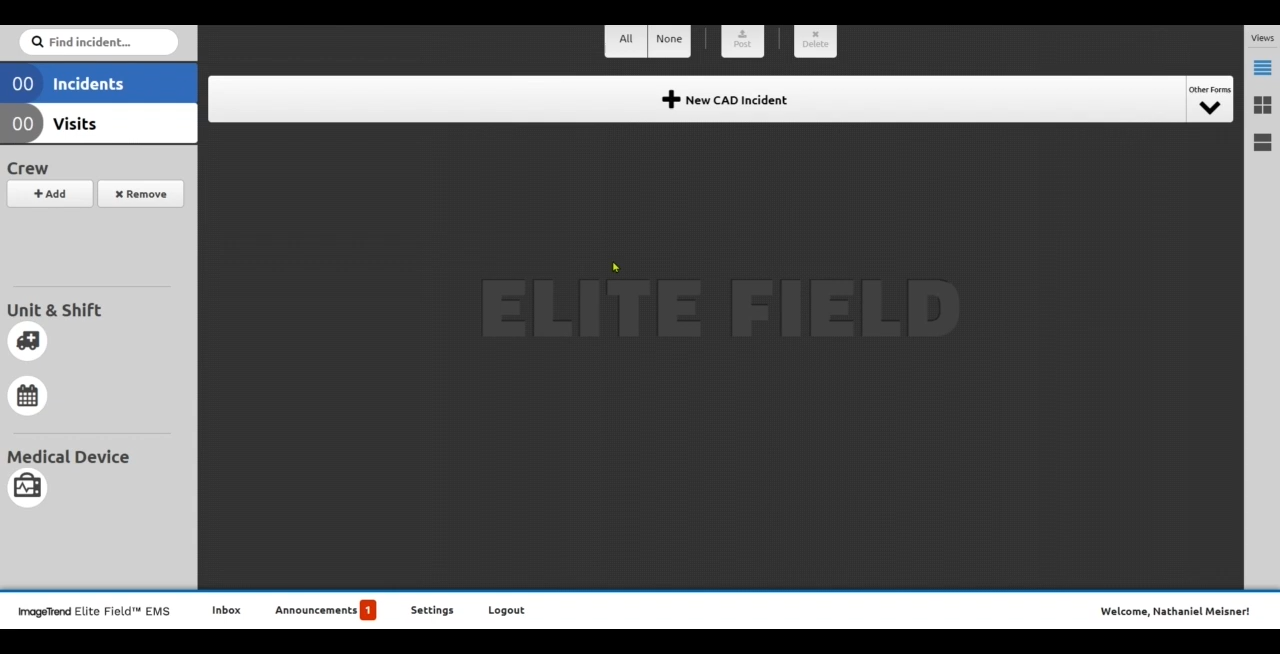 Find incident...
All
None
Post
Delete
Views
00 Incidents
00 Visits
New CAD Incident
Other Forms
Crew
Add
Remove
ELITE FIELD
Unit & Shift
Medical Device
ImageTrend Elite Field™ EMS
Inbox
Announcements 1
Settings
Logout
Welcome, Nathaniel Meisner!